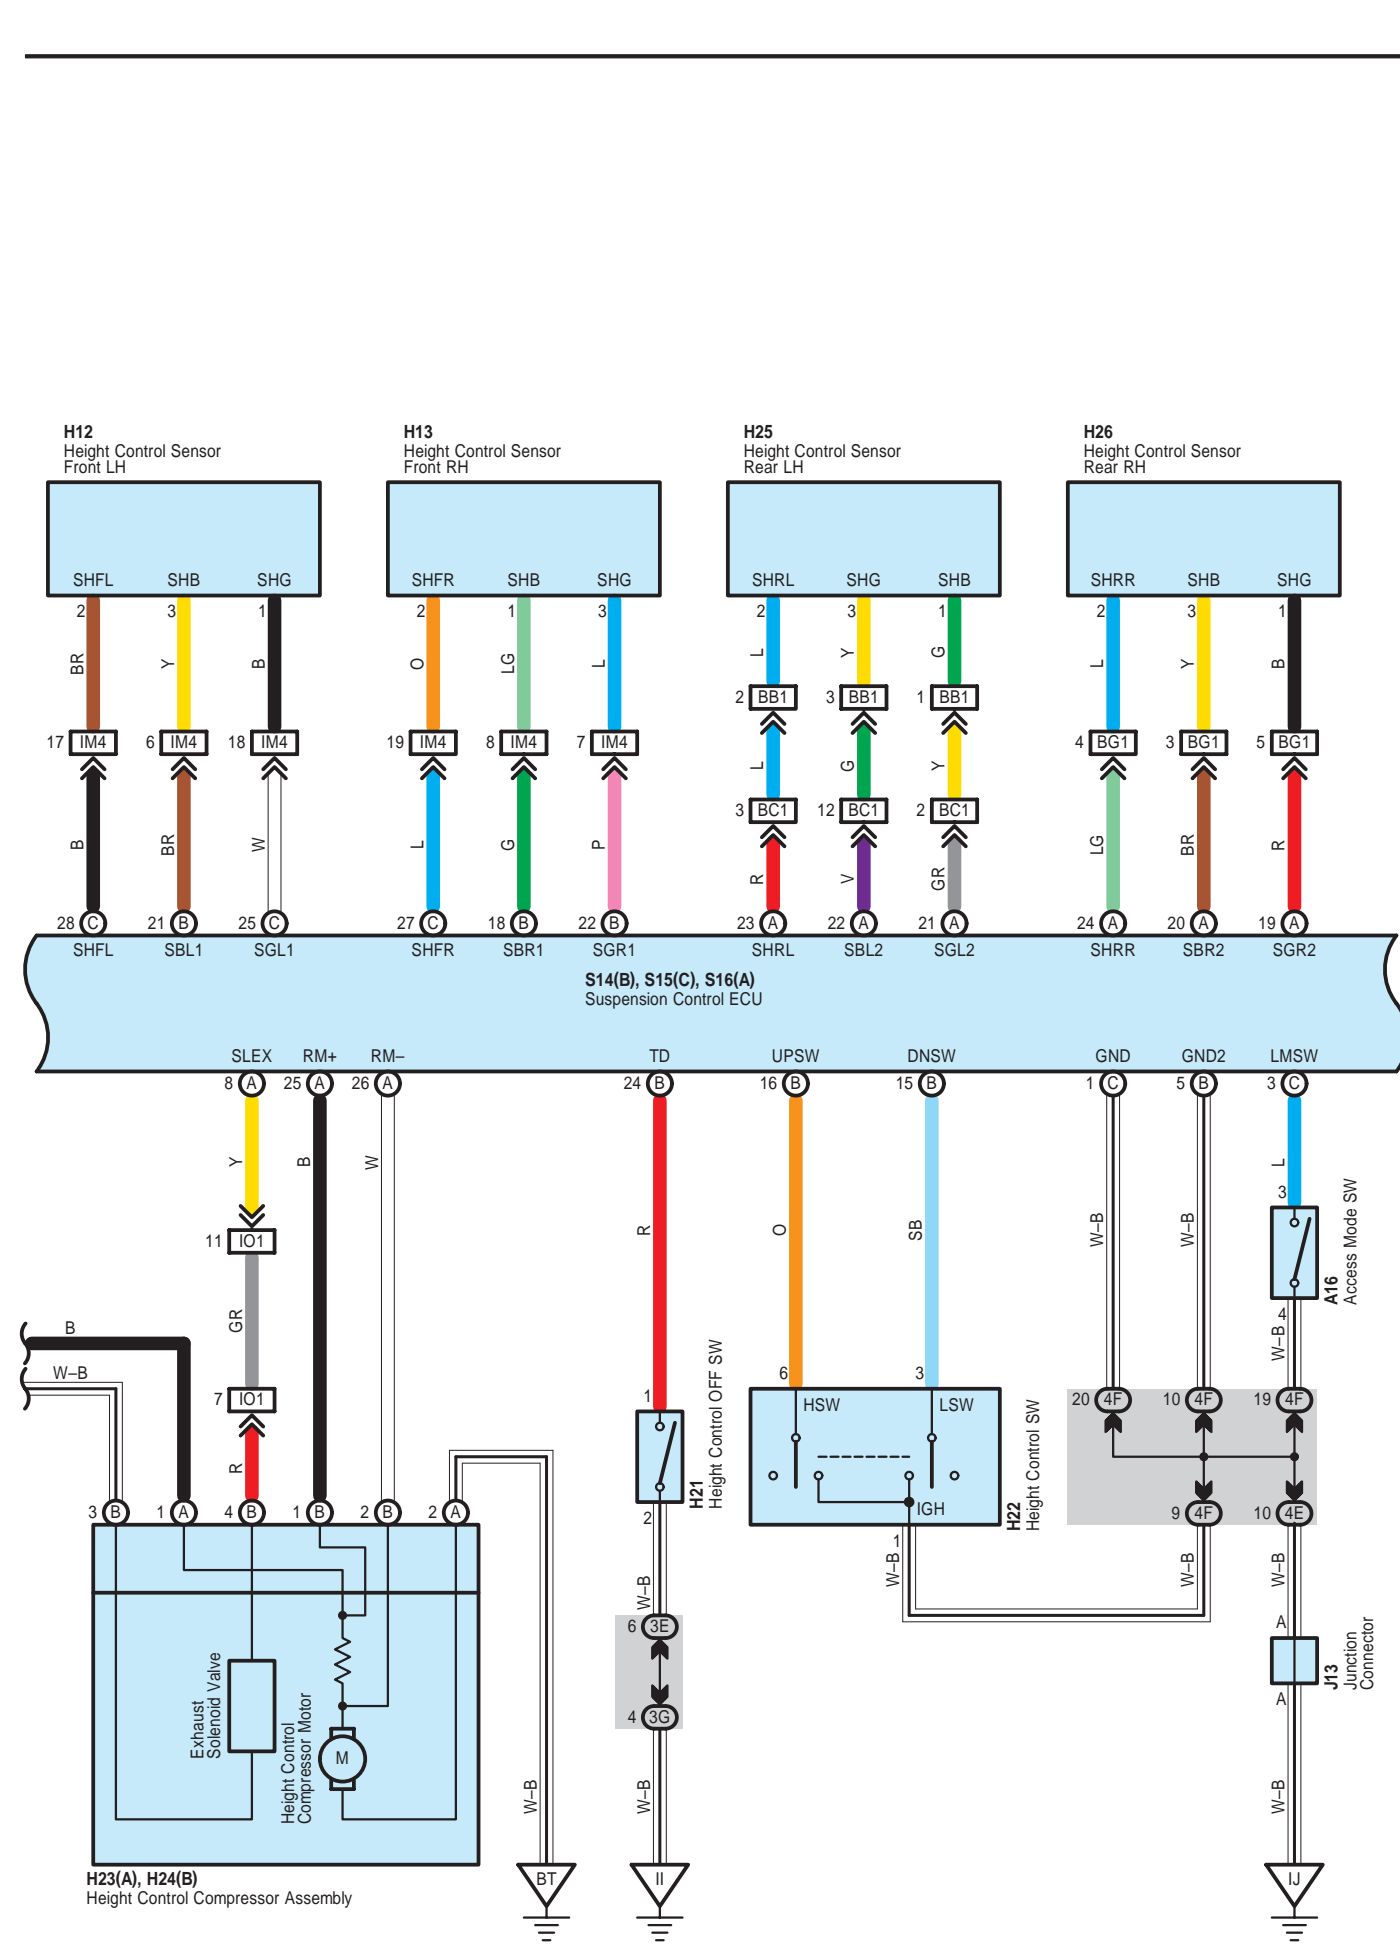 H12
Height Control Sensor
Front LH
H13
Height Control Sensor
Front RH
H25
Height Control Sensor
Rear LH
H26
Height Control Sensor
Rear RH
SHFL SHB SHG SHFR SHB SHG SHRL SHG SHB SHRR SHB SHG
2 3 1 2 1 3 2 3 1 2 3 1
BR Y B O LG L L Y G L Y B
2 BB1 3 BB1 1 BB1
17 IM4 6 IM4 18 IM4 19 IM4 8 IM4 7 IM4 4 BG1 3 BG1 5 BG1
L G Y
3 BC1 12 BC1 2 BC1
B BR W L G P R V GR LG BR R
28 C 21 B 25 C 27 C 18 B 22 B 23 A 22 A 21 A 24 A 20 A 19 A
SHFL SBL1 SGL1 SHFR SBR1 SGR1 SHRL SBL2 SGL2 SHRR SBR2 SGR2
S14(B), S15(C), S16(A)
Suspension Control ECU
SLEX RM+ RM– TD UPSW DNSW GND GND2 LMSW
8 A 25 A 26 A 24 B 16 B 15 B 1 C 5 B 3 C
Y B W R O SB W–B W–B L
3
A16
Access Mode SW
4
W–B
11 IO1
GR
7 IO1
R
B
W–B
6 3
HSW LSW
IGH
1
H22
Height Control SW
1
H21
Height Control OFF SW
2
20 4F 10 4F 19 4F
9 4F 10 4E
3 B 1 A 4 B 1 B 2 B 2 A
W–B W–B W–B W–B
6 3E
4 3G
A
J13
Junction
Connector
A
Exhaust
Solenoid Valve
Height Control
Compressor Motor
M
W–B W–B W–B
BT II IJ
H23(A), H24(B)
Height Control Compressor Assembly